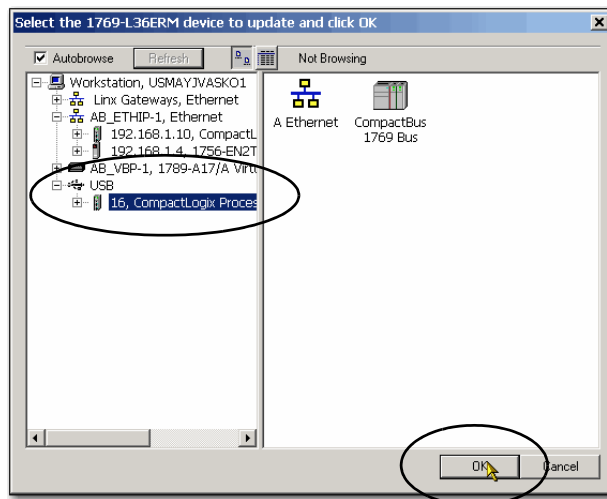 Select the 1769-L36ERM device to update and click OK
Autobrowse Refresh Not Browsing
Workstation, USMAYJVASKO1
Linx Gateways, Ethernet
AB_ETHIP-1, Ethernet
192.168.1.10, CompactL
192.168.1.4, 1756-EN2T
AB_VBP-1, 1789-A17/A Virtu
USB
16, CompactLogix Proces
A Ethernet
CompactBus
1769 Bus
OK
Cancel